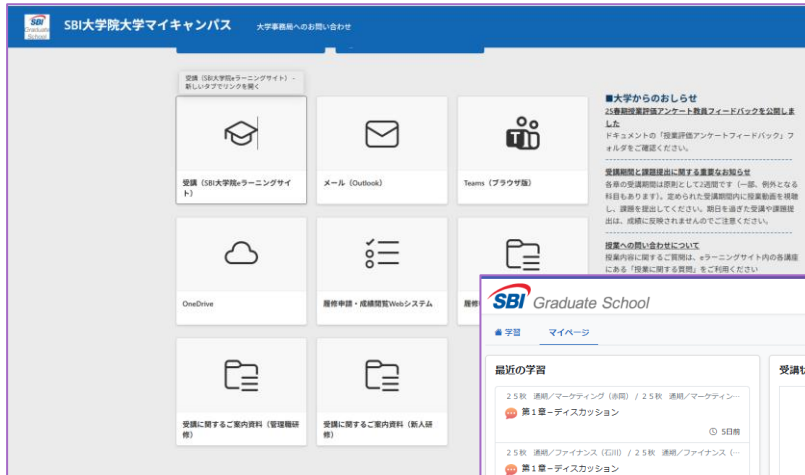 SBI
Graduate
School
SBI大学院大学マイキャンパス
大学事務局へのお問い合わせ
受講（SBI大学院eラーニングサイト） -
新しいタブでリンクを開く
受講（SBI大学院eラーニングサイ
ト）
メール（Outlook）
Teams（ブラウザ版）
OneDrive
履修申請・成績閲覧Webシステム
履修
受講に関するご案内資料（管理職研
修）
受講に関するご案内資料（新人研
修）
■大学からのおしらせ
25春期授業評価アンケート教員フィードバックを公開しま
した
ドキュメントの「授業評価アンケートフィードバック」フ
ォルダをご確認ください。
受講期間と課題提出に関する重要なお知らせ
各章の受講期間は原則として2週間です（一部、例外となる
科目もあります）。定められた受講期間内に授業動画を視聴
し、課題を提出してください。期日を過ぎた受講や課題提
出は、成績に反映されませんのでご注意ください。
授業への問い合わせについて
授業内容に関するご質問は、eラーニングサイト内の各講座
にある「授業に関する質問」をご利用ください
SBI Graduate School
学習
マイページ
最近の学習
２５秋　通期／マーケティング（赤岡）/ ２５秋　通期／マーケティン…
第１章－ディスカッション
5日前
２５秋　通期／ファイナンス（石川）/ ２５秋　通期／ファイナンス（…
第１章－ディスカッション
受講状